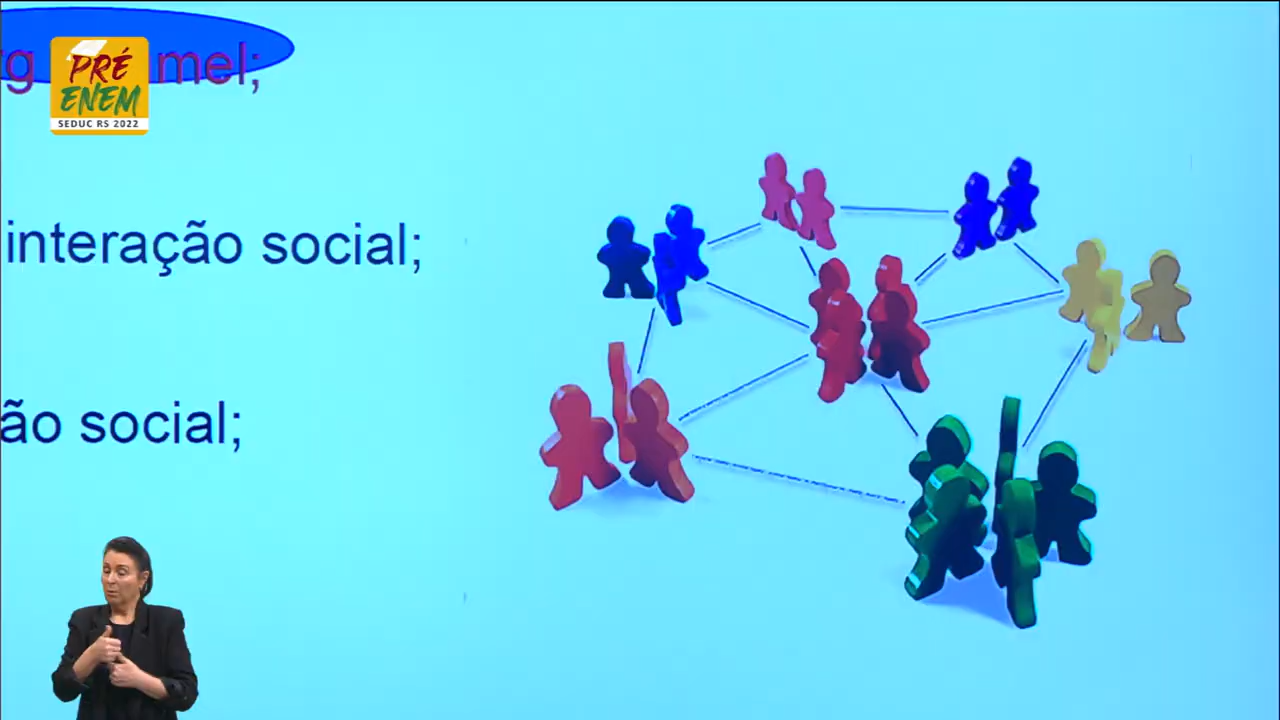 mel;
PRÉ
ENEM
SEDUC RS 2022
interação social;
ão social;